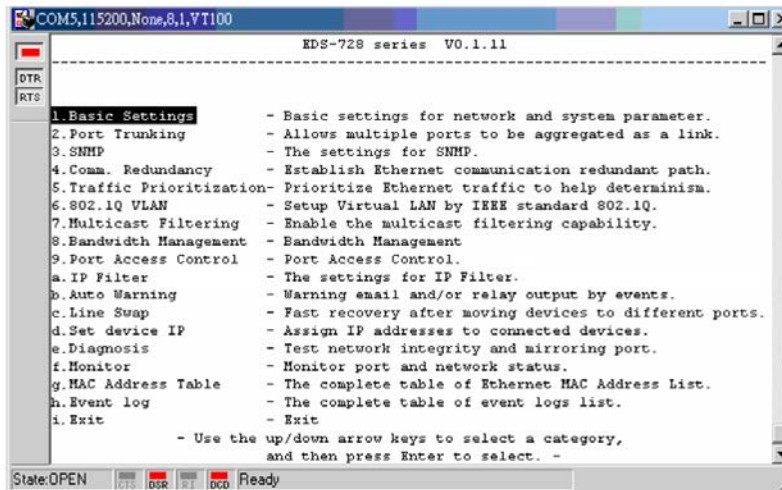 COM5,115200,None,8,1,VT100
EDS-728 series V0.1.11
DTR
RTS
1.Basic Settings - Basic settings for network and system parameter.
2.Port Trunking - Allows multiple ports to be aggregated as a link.
3.SNMP - The settings for SNMP.
4.Comm. Redundancy - Establish Ethernet communication redundant path.
5.Traffic Prioritization- Prioritize Ethernet traffic to help determinism.
6.802.1Q VLAN - Setup Virtual LAN by IEEE standard 802.1Q.
7.Multicast Filtering - Enable the multicast filtering capability.
8.Bandwidth Management - Bandwidth Management
9.Port Access Control - Port Access Control.
a.IP Filter - The settings for IP Filter.
b.Auto Warning - Warning email and/or relay output by events.
c.Line Swap - Fast recovery after moving devices to different ports.
d.Set device IP - Assign IP addresses to connected devices.
e.Diagnosis - Test network integrity and mirroring port.
f.Monitor - Monitor port and network status.
g.MAC Address Table - The complete table of Ethernet MAC Address List.
h.Event log - The complete table of event logs list.
i.Exit - Exit
- Use the up/down arrow keys to select a category,
and then press Enter to select. -
State:OPEN CTS DSR RI DCD Ready